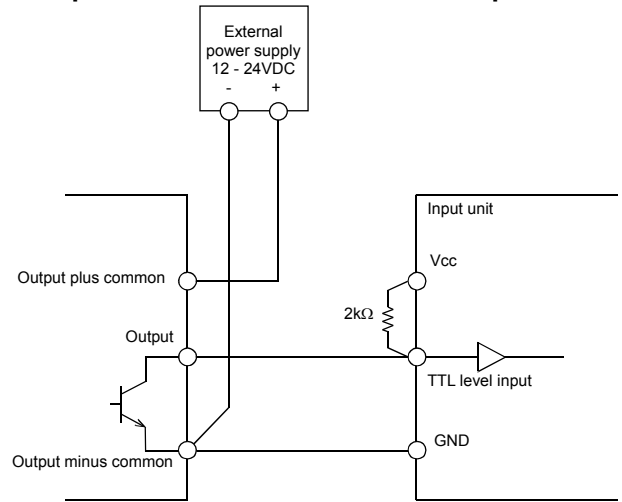 External
power supply
12 - 24VDC
- +
Input unit
Vcc
Output plus common
2kΩ
Output
TTL level input
GND
Output minus common